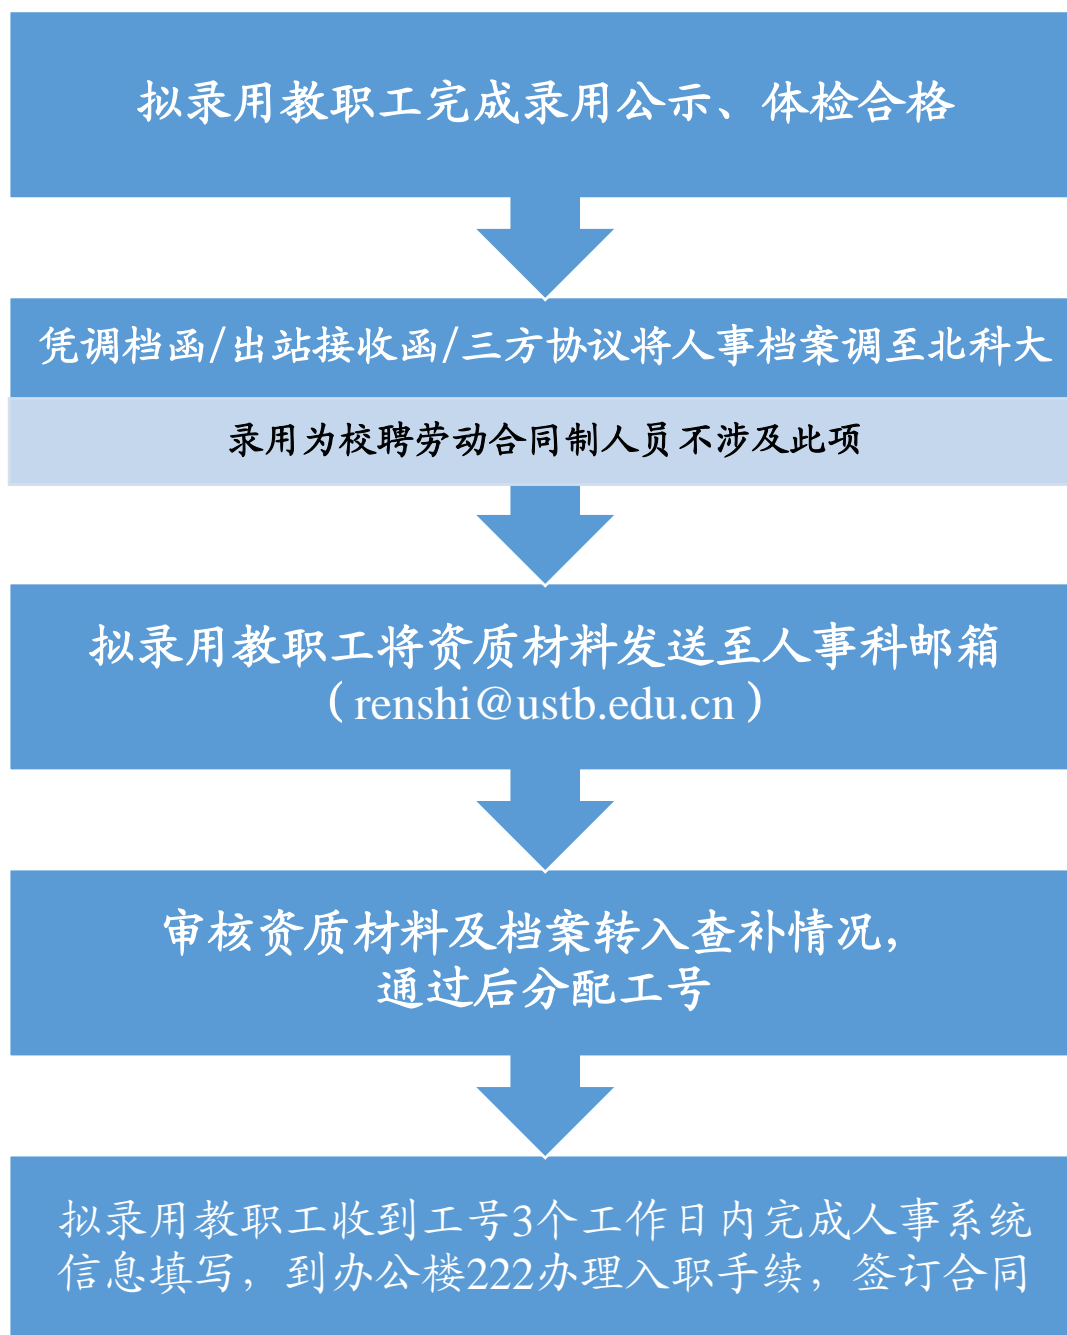 拟录用教职工完成录用公示、体检合格
凭调档函/出站接收函/三方协议将人事档案调至北科大
录用为校聘劳动合同制人员不涉及此项
拟录用教职工将资质材料发送至人事科邮箱
（renshi@ustb.edu.cn）
审核资质材料及档案转入查补情况，
通过后分配工号
拟录用教职工收到工号3个工作日内完成人事系统
信息填写，到办公楼222办理入职手续，签订合同